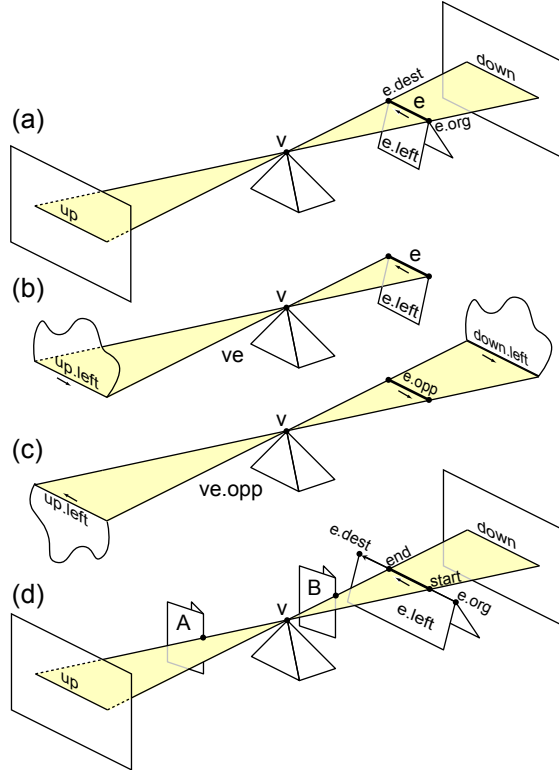 (a)
down
e.dest
e
e.org
v
e.left
up
(b)
e
v
e.left
up.left
ve
down.left
e.opp
(c)
v
up.left
ve.opp
(d)
e.dest
end
down
start
B
A
v
e.org
e.left
up